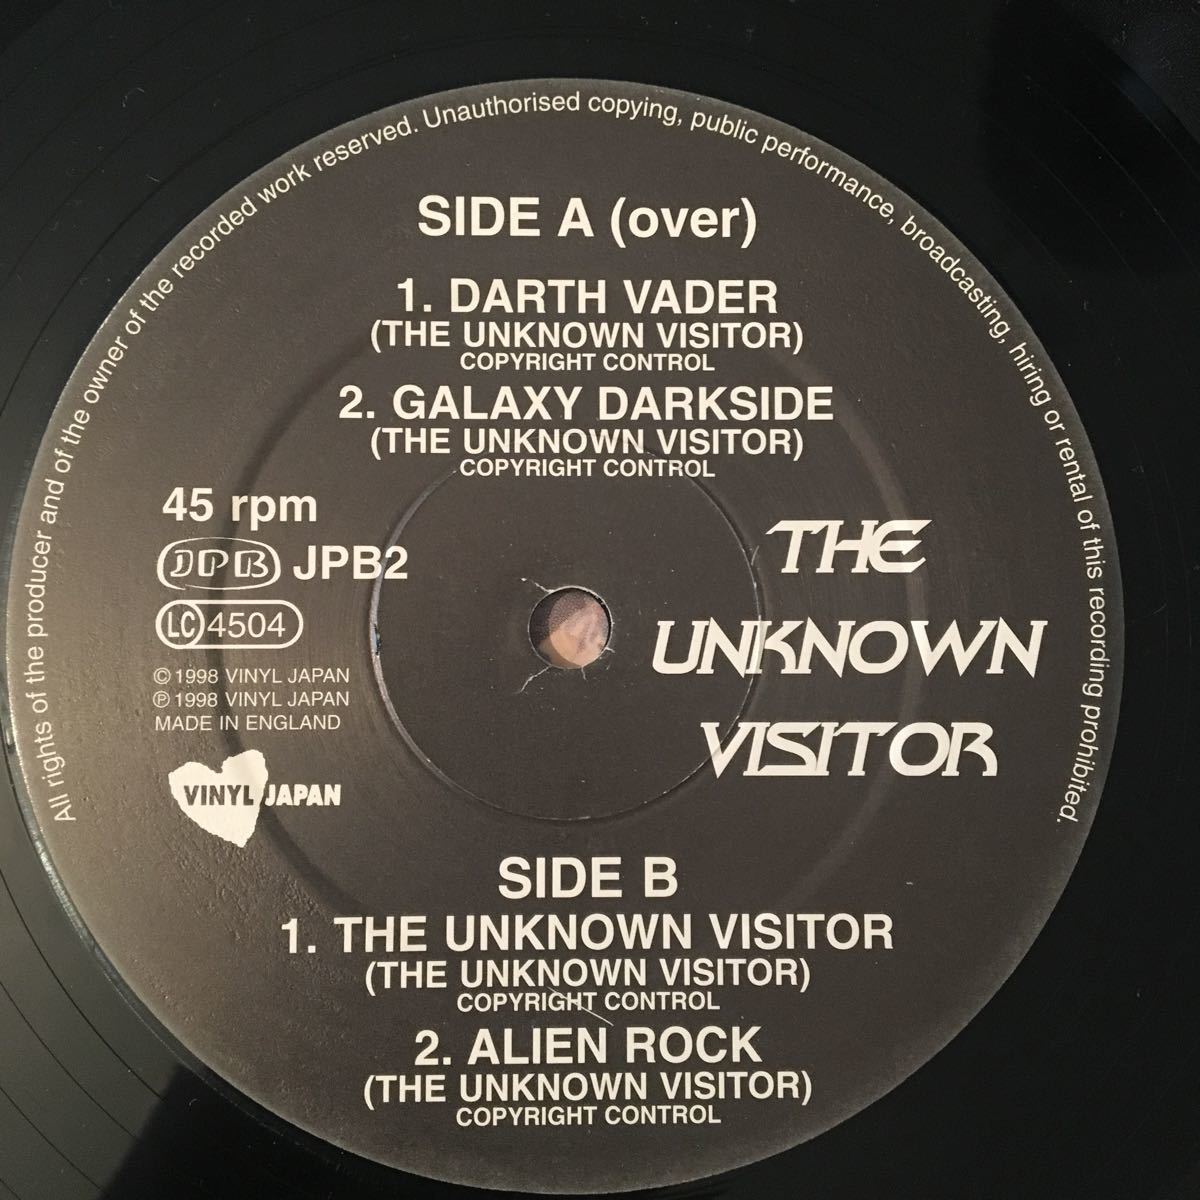 All rights of the producer and of the owner of the recorded work reserved. Unauthorised copying, public performance, broadcasting, hiring or rental of this recording prohibited.
SIDE A (over)
1. DARTH VADER
(THE UNKNOWN VISITOR)
COPYRIGHT CONTROL
2. GALAXY DARKSIDE
(THE UNKNOWN VISITOR)
COPYRIGHT CONTROL
45 rpm
JPB JPB2
LC 4504
© 1998 VINYL JAPAN
℗ 1998 VINYL JAPAN
MADE IN ENGLAND
VINYL JAPAN
THE
UNKNOWN
VISITOR
SIDE B
1. THE UNKNOWN VISITOR
(THE UNKNOWN VISITOR)
COPYRIGHT CONTROL
2. ALIEN ROCK
(THE UNKNOWN VISITOR)
COPYRIGHT CONTROL